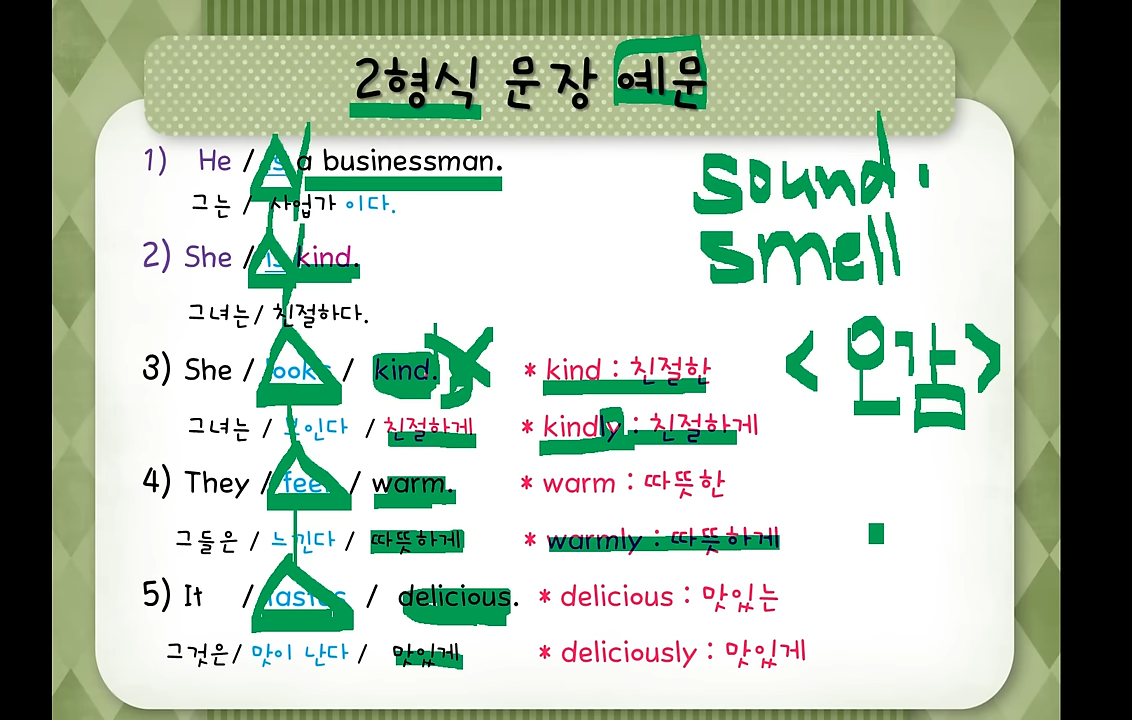 2형식 문장 예문
1) He / is a businessman.
그는 / 사업가 이다.
sound.
smell
2) She / is kind.
그녀는 / 친절하다.
3) She / looks / kind. * kind : 친절한
<오감>
그녀는 / 보인다 / 친절하게 * kindly : 친절하게
4) They / feel / warm. * warm : 따뜻한
그들은 / 느낀다 / 따뜻하게 * warmly : 따뜻하게
5) It / tastes / delicious. * delicious : 맛있는
그것은/ 맛이 난다 / 맛있게 * deliciously : 맛있게